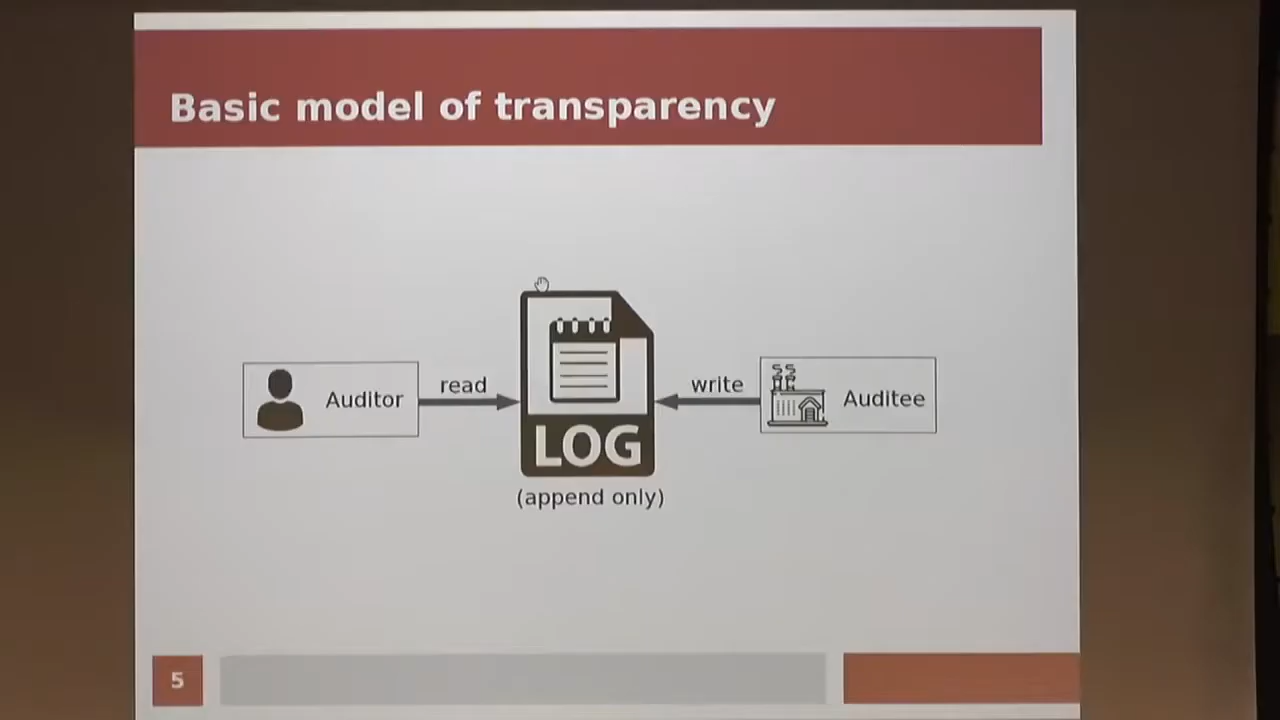 Basic model of transparency
Auditor
read
LOG
(append only)
write
Auditee
5